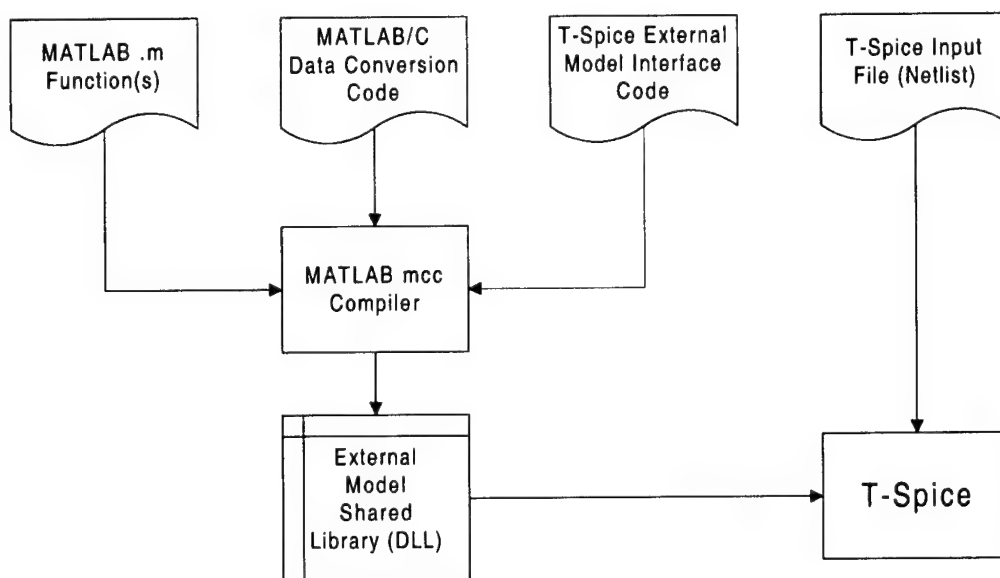 MATLAB .m
Function(s)
MATLAB/C
Data Conversion
Code
T-Spice External
Model Interface
Code
T-Spice Input
File (Netlist)
MATLAB mcc
Compiler
External
Model
Shared
Library (DLL)
T-Spice